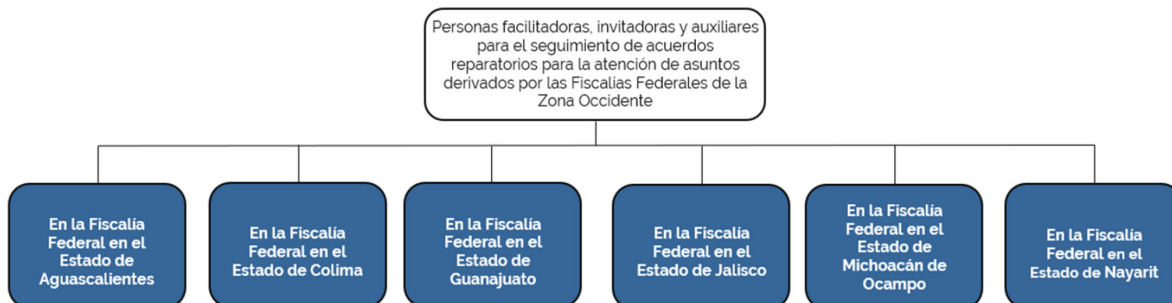 Personas facilitadoras, invitadoras y auxiliares
para el seguimiento de acuerdos
reparatorios para la atención de asuntos
derivados por las Fiscalías Federales de la
Zona Occidente
En la Fiscalía
Federal en el
Estado de
Aguascalientes
En la Fiscalía
Federal en el
Estado de Colima
En la Fiscalía
Federal en el
Estado de
Guanajuato
En la Fiscalía
Federal en el
Estado de Jalisco
En la Fiscalía
Federal en el
Estado de
Michoacán de
Ocampo
En la Fiscalía
Federal en el
Estado de Nayarit